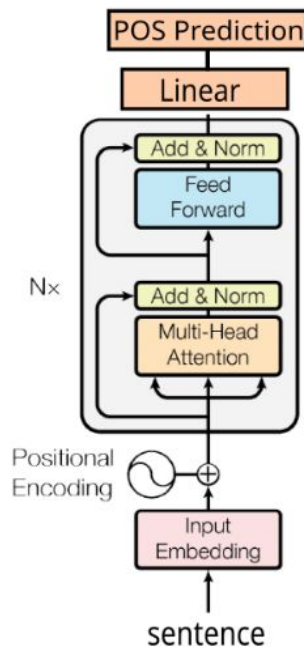 POS Prediction
Linear
Add & Norm
Feed
Forward
Nx
Add & Norm
Multi-Head
Attention
Positional
Encoding
Input
Embedding
sentence